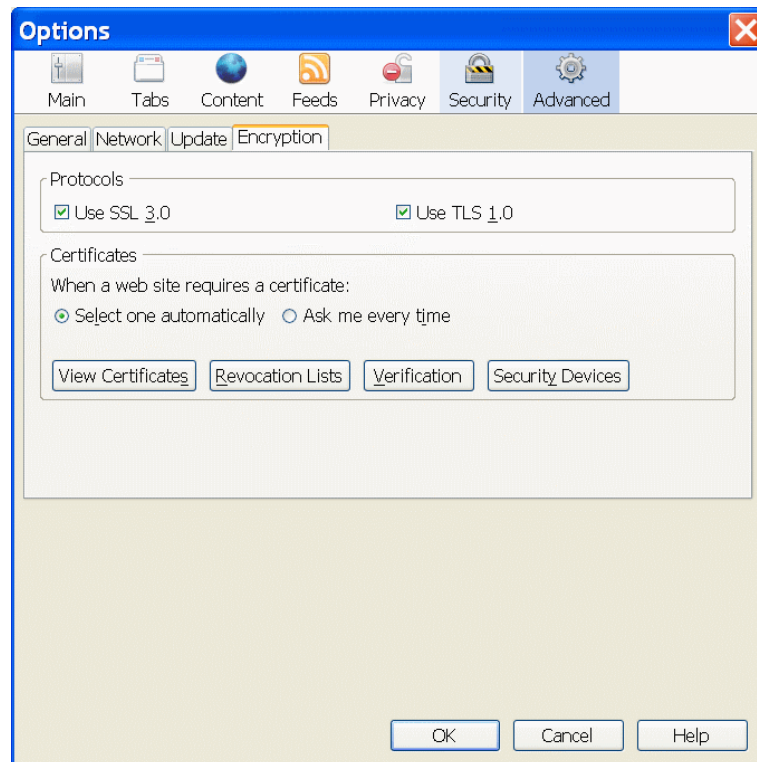 Options
Main Tabs Content Feeds Privacy Security Advanced
General Network Update Encryption
Protocols
Use SSL 3.0 Use TLS 1.0
Certificates
When a web site requires a certificate:
Select one automatically Ask me every time
View Certificates Revocation Lists Verification Security Devices
OK Cancel Help